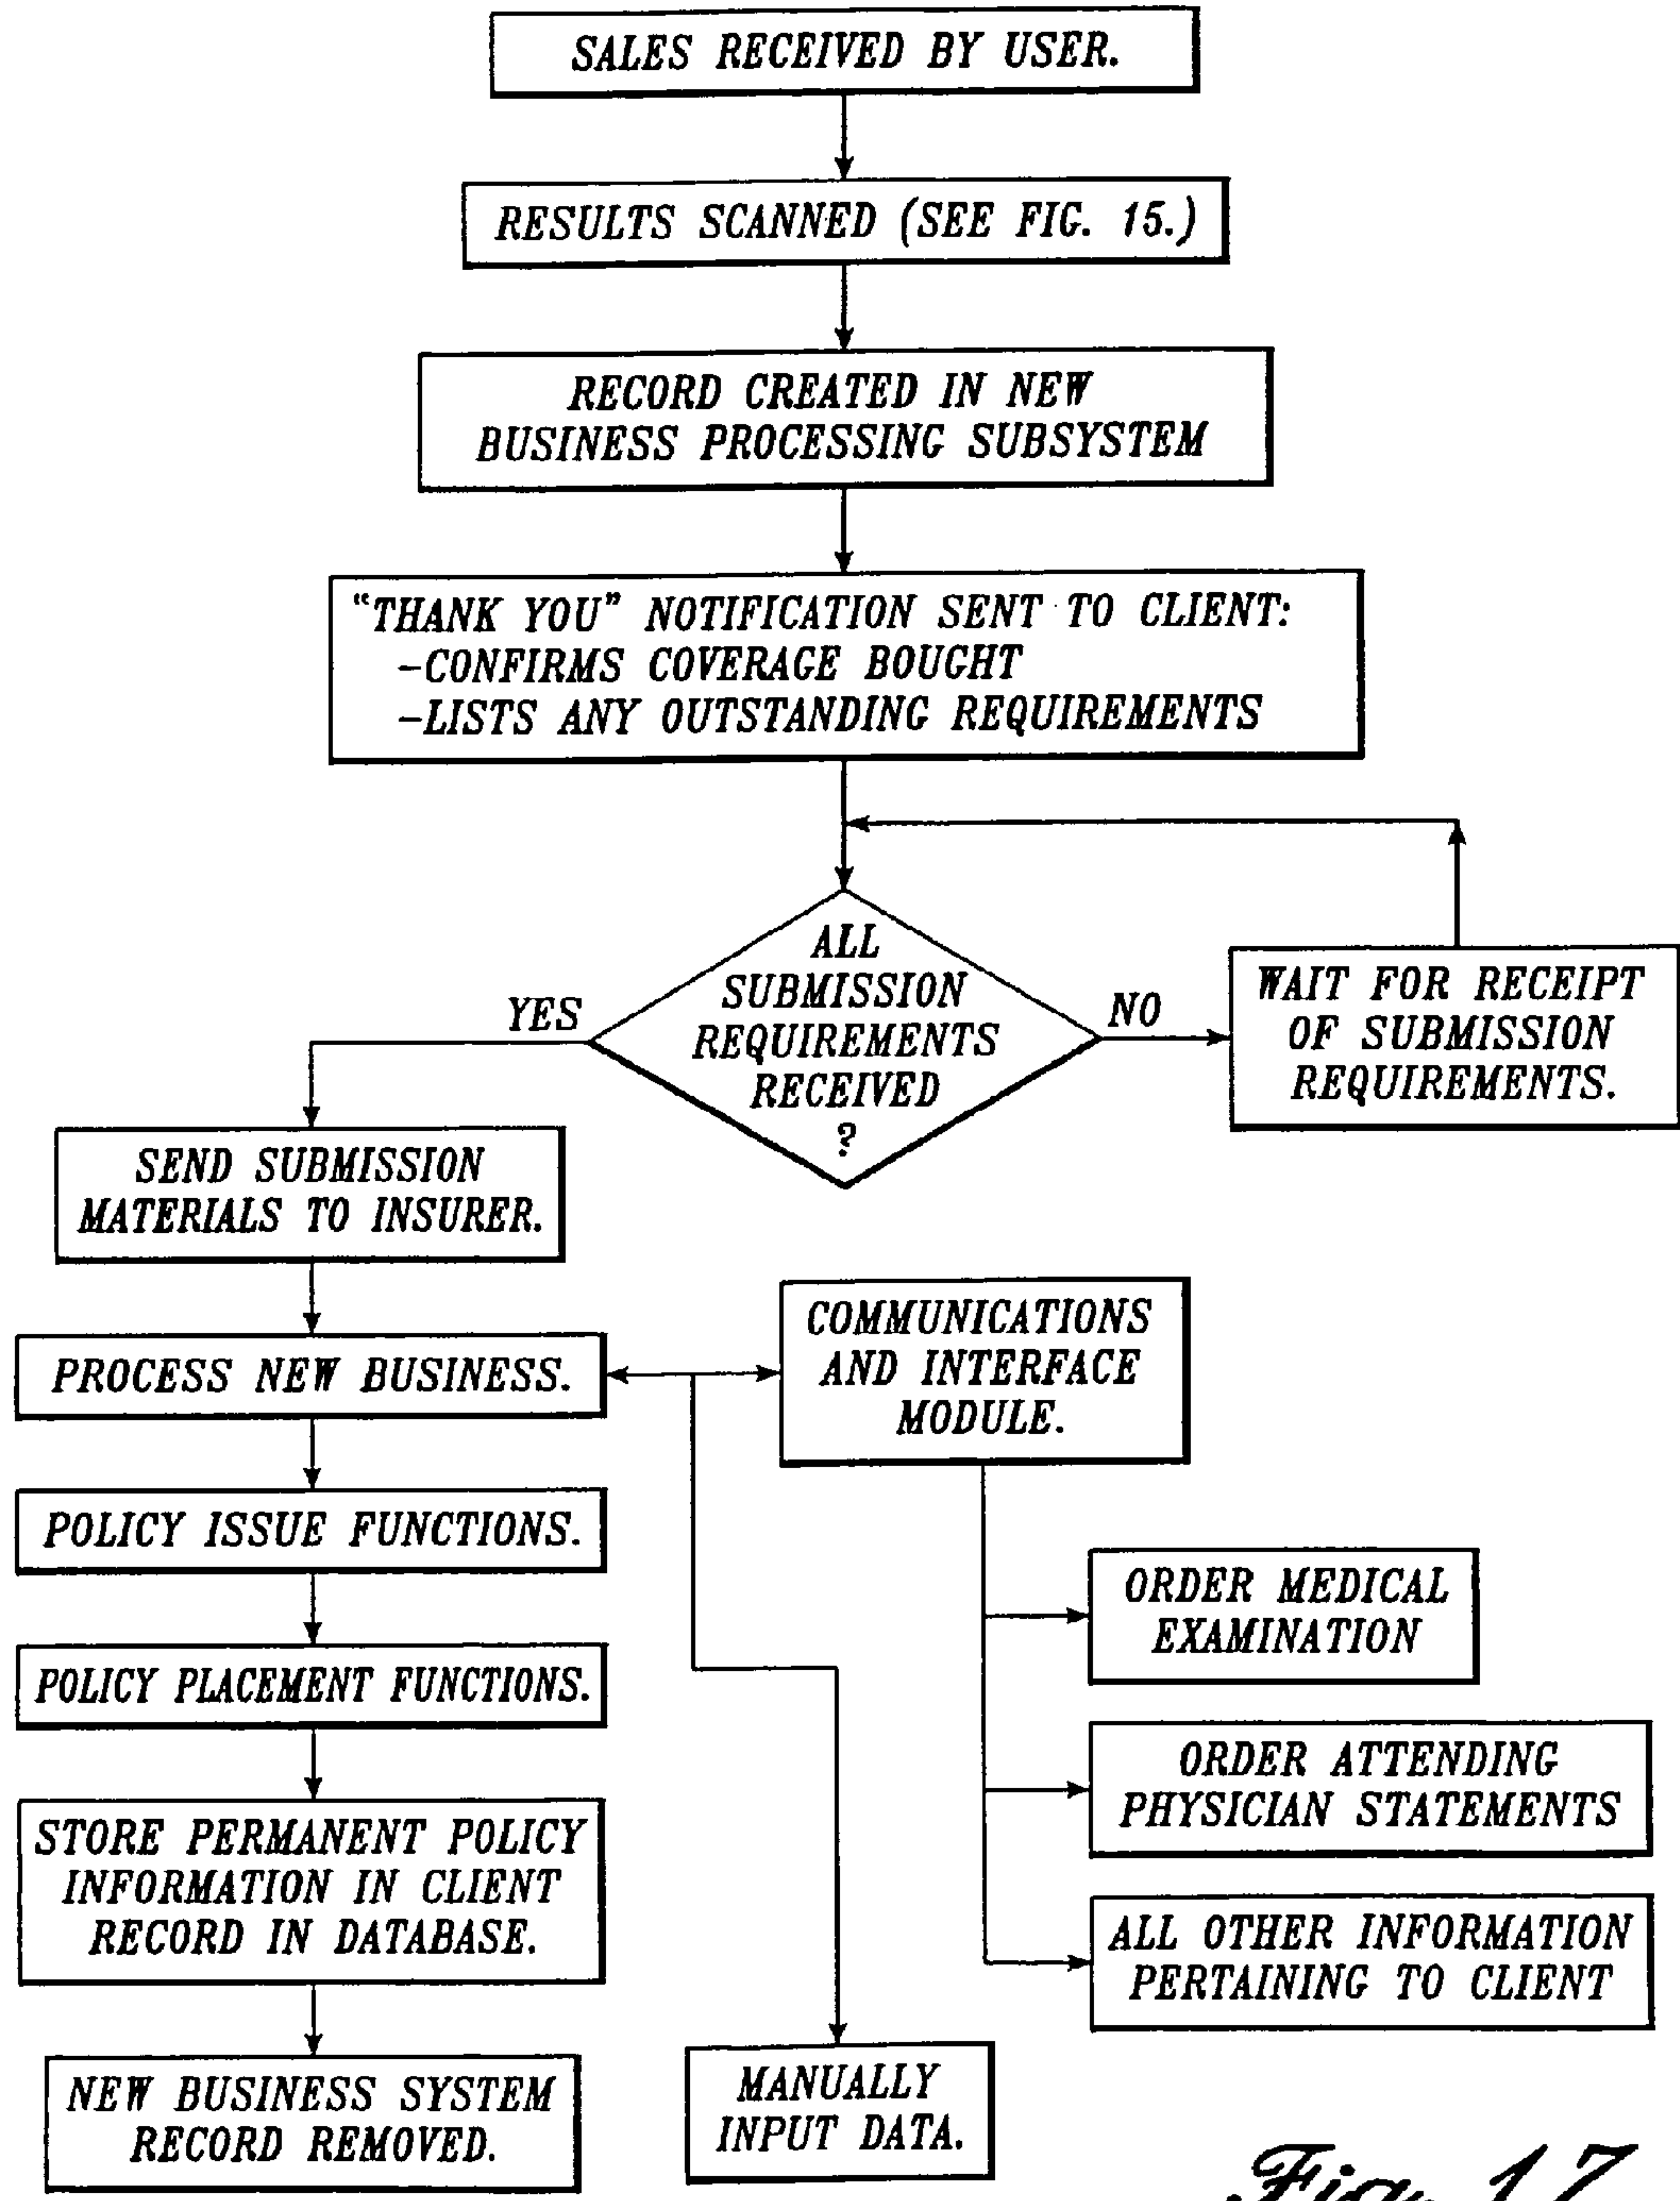 SALES RECEIVED BY USER.
RESULTS SCANNED (SEE FIG. 15.)
RECORD CREATED IN NEW
BUSINESS PROCESSING SUBSYSTEM
"THANK YOU" NOTIFICATION SENT TO CLIENT:
-CONFIRMS COVERAGE BOUGHT
-LISTS ANY OUTSTANDING REQUIREMENTS
ALL
SUBMISSION
REQUIREMENTS
RECEIVED
?
YES
NO
WAIT FOR RECEIPT
OF SUBMISSION
REQUIREMENTS.
SEND SUBMISSION
MATERIALS TO INSURER.
PROCESS NEW BUSINESS.
COMMUNICATIONS
AND INTERFACE
MODULE.
POLICY ISSUE FUNCTIONS.
ORDER MEDICAL
EXAMINATION
POLICY PLACEMENT FUNCTIONS.
ORDER ATTENDING
PHYSICIAN STATEMENTS
STORE PERMANENT POLICY
INFORMATION IN CLIENT
RECORD IN DATABASE.
ALL OTHER INFORMATION
PERTAINING TO CLIENT
NEW BUSINESS SYSTEM
RECORD REMOVED.
MANUALLY
INPUT DATA.
Fig. 17